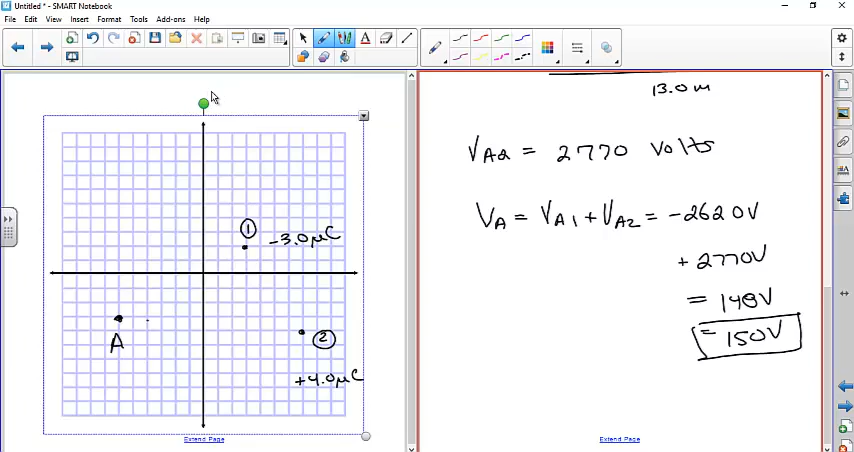 Untitled * - SMART Notebook
File Edit View Insert Format Tools Add-ons Help
①
-3.0μC
A
②
+4.0μC
Extend Page
13.0 m
VA2 = 2770 volts
VA = VA1 + VA2 = -2620V
+ 2770V
= 148V
= 150V
Extend Page